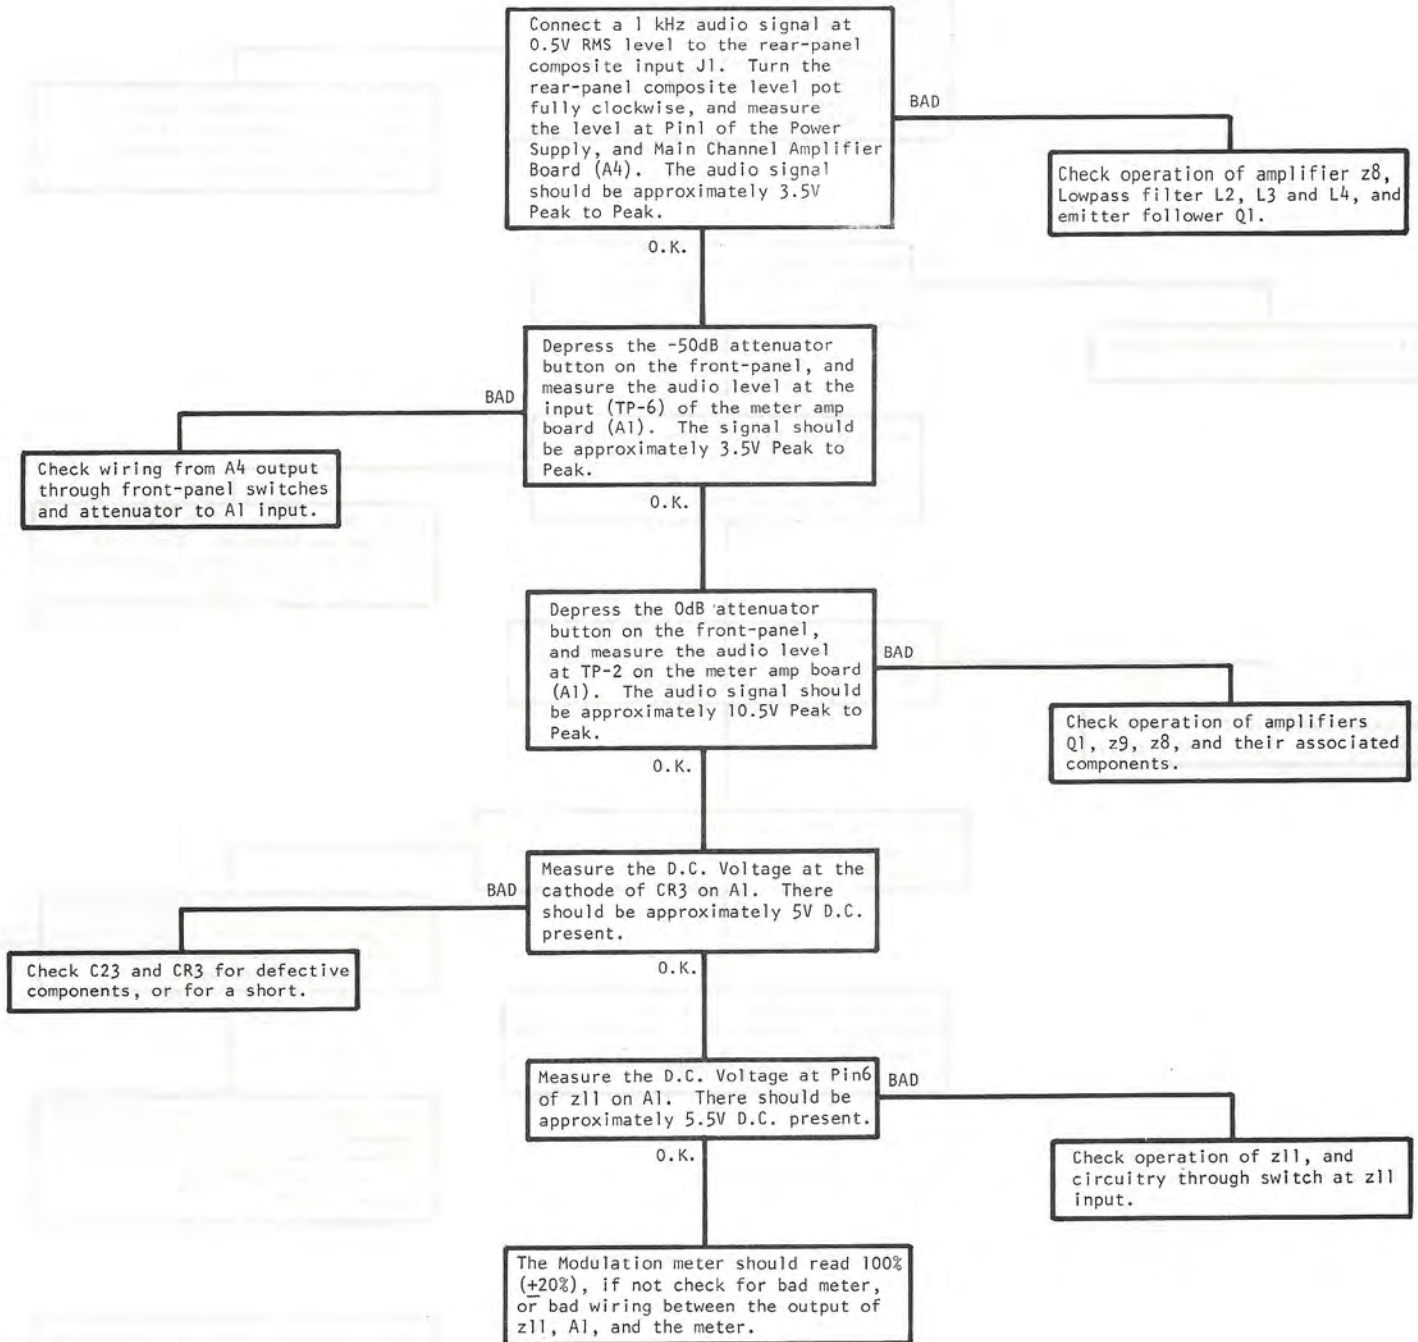 Connect a 1 kHz audio signal at
0.5V RMS level to the rear-panel
composite input J1. Turn the
rear-panel composite level pot
fully clockwise, and measure
the level at Pin1 of the Power
Supply, and Main Channel Amplifier
Board (A4). The audio signal
should be approximately 3.5V
Peak to Peak.
BAD
Check operation of amplifier z8,
Lowpass filter L2, L3 and L4, and
emitter follower Q1.
O.K.
Depress the -50dB attenuator
button on the front-panel, and
measure the audio level at the
input (TP-6) of the meter amp
board (A1). The signal should
be approximately 3.5V Peak to
Peak.
BAD
Check wiring from A4 output
through front-panel switches
and attenuator to A1 input.
O.K.
Depress the 0dB attenuator
button on the front-panel,
and measure the audio level
at TP-2 on the meter amp board
(A1). The audio signal should
be approximately 10.5V Peak to
Peak.
BAD
Check operation of amplifiers
Q1, z9, z8, and their associated
components.
O.K.
Measure the D.C. Voltage at the
cathode of CR3 on A1. There
should be approximately 5V D.C.
present.
BAD
Check C23 and CR3 for defective
components, or for a short.
O.K.
Measure the D.C. Voltage at Pin6
of z11 on A1. There should be
approximately 5.5V D.C. present.
BAD
Check operation of z11, and
circuitry through switch at z11
input.
O.K.
The Modulation meter should read 100%
(±20%), if not check for bad meter,
or bad wiring between the output of
z11, A1, and the meter.